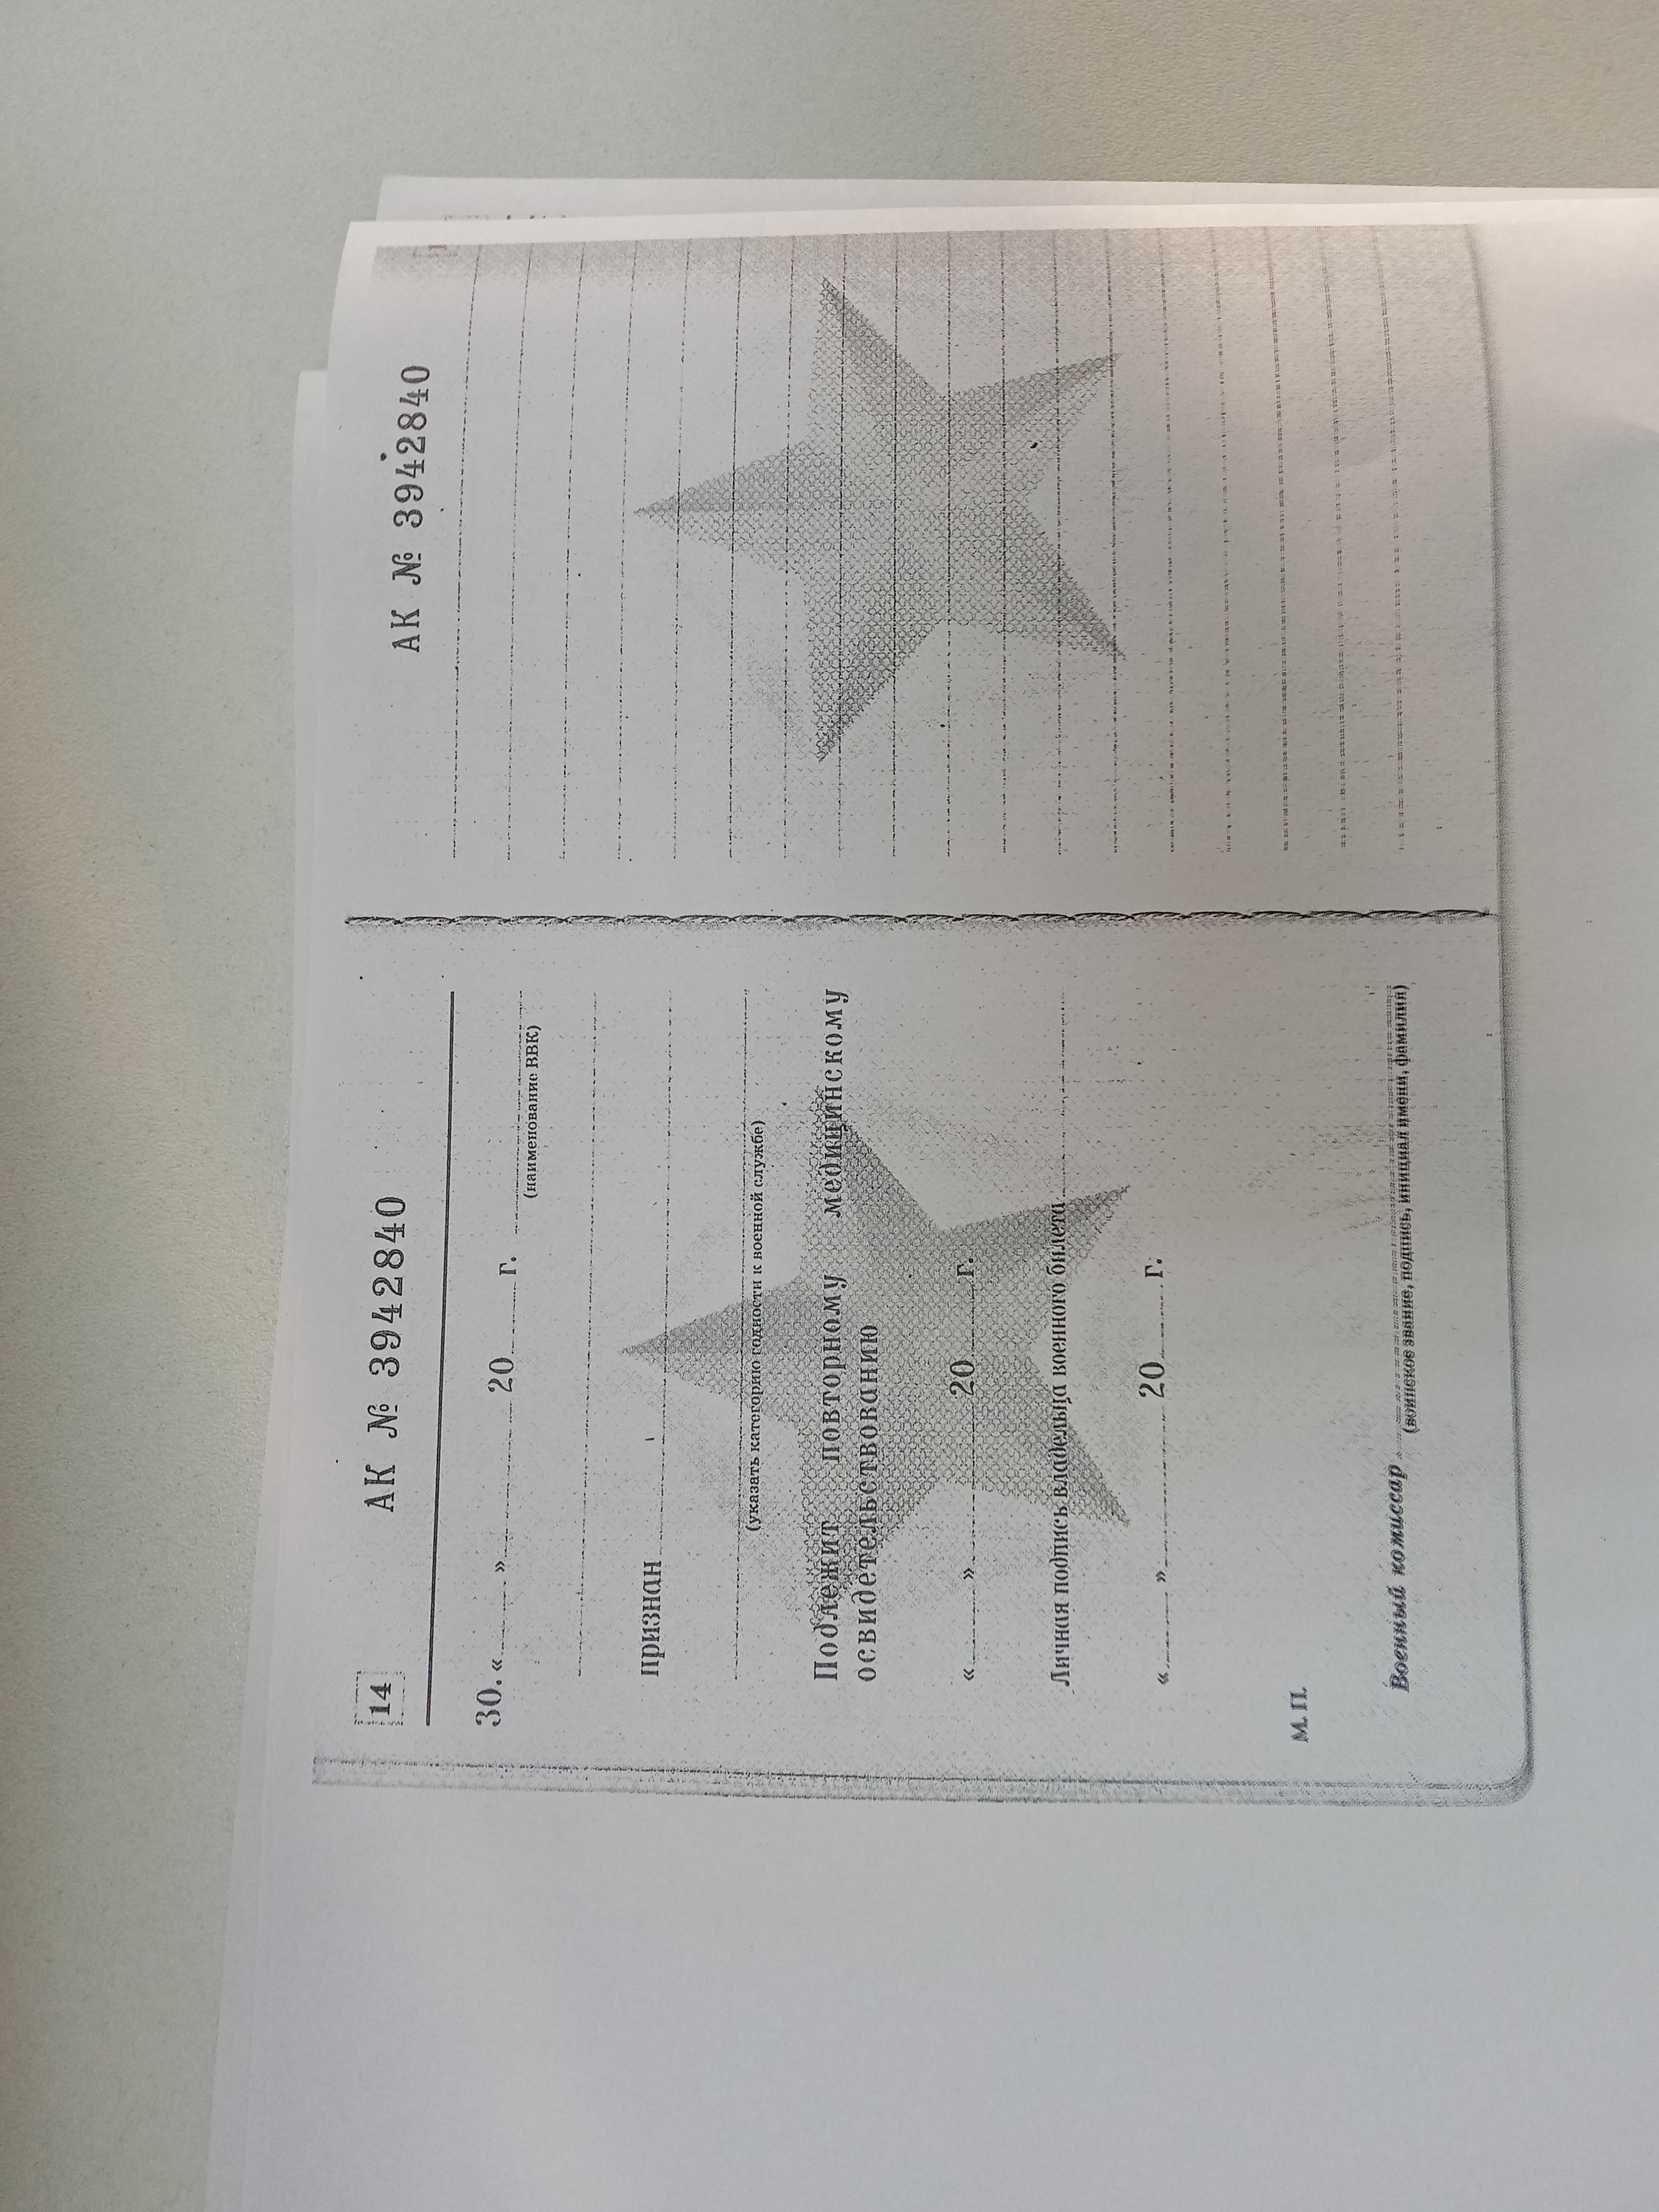 14
АК № 3942840
30. «        »                20      г.
(наименование ВВК)
признан
(указать категорию годности к военной службе)
Подлежит повторному медицинскому
освидетельствованию
«        »                20      г.
Личная подпись владельца военного билета
«        »                20      г.
М.П.
Военный комиссар
(воинское звание, подпись, инициал имени, фамилия)
АК № 3942840